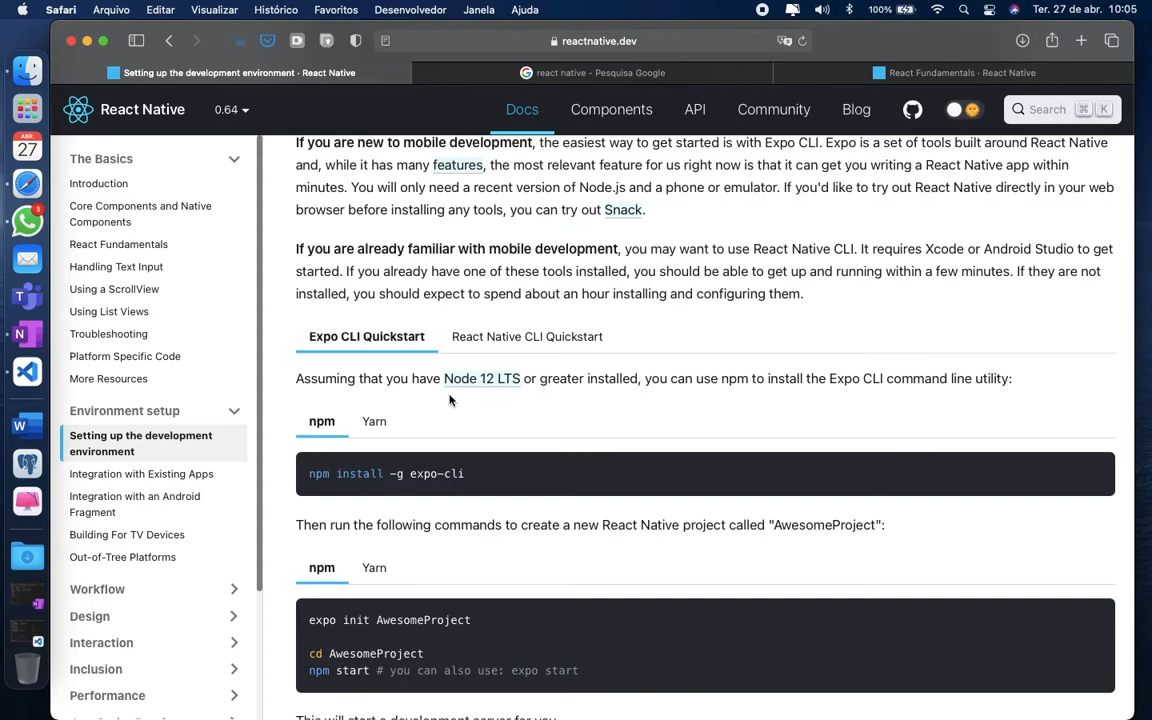 Safari Arquivo Editar Visualizar Histórico Favoritos Desenvolvedor Janela Ajuda 100% Ter. 27 de abr. 10:05
reactnative.dev
Setting up the development environment · React Native
react native - Pesquisa Google
React Fundamentals · React Native
React Native 0.64 Docs Components API Community Blog Search ⌘ K
ABR.
27
3
The Basics
Introduction
Core Components and Native
Components
React Fundamentals
Handling Text Input
Using a ScrollView
Using List Views
Troubleshooting
Platform Specific Code
More Resources
Environment setup
Setting up the development
environment
Integration with Existing Apps
Integration with an Android
Fragment
Building For TV Devices
Out-of-Tree Platforms
Workflow
Design
Interaction
Inclusion
Performance
If you are new to mobile development, the easiest way to get started is with Expo CLI. Expo is a set of tools built around React Native
and, while it has many features, the most relevant feature for us right now is that it can get you writing a React Native app within
minutes. You will only need a recent version of Node.js and a phone or emulator. If you'd like to try out React Native directly in your web
browser before installing any tools, you can try out Snack.
If you are already familiar with mobile development, you may want to use React Native CLI. It requires Xcode or Android Studio to get
started. If you already have one of these tools installed, you should be able to get up and running within a few minutes. If they are not
installed, you should expect to spend about an hour installing and configuring them.
Expo CLI Quickstart React Native CLI Quickstart
Assuming that you have Node 12 LTS or greater installed, you can use npm to install the Expo CLI command line utility:
npm Yarn
npm install -g expo-cli
Then run the following commands to create a new React Native project called "AwesomeProject":
npm Yarn
expo init AwesomeProject
cd AwesomeProject
npm start # you can also use: expo start
This will start a development server for you.